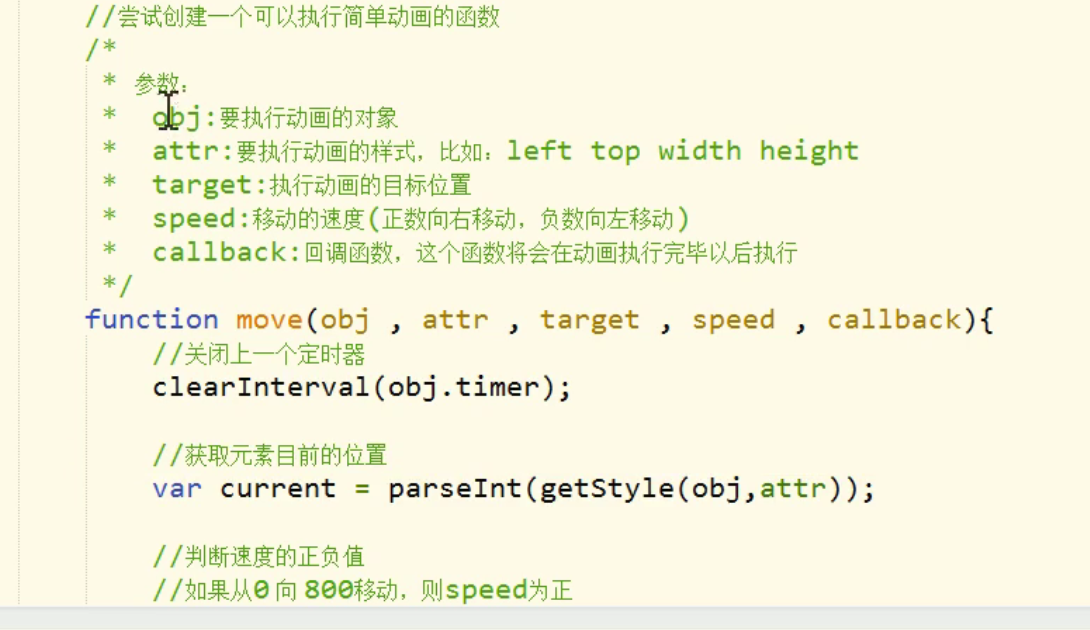 //尝试创建一个可以执行简单动画的函数
/*
* 参数：
* obj:要执行动画的对象
* attr:要执行动画的样式，比如：left top width height
* target:执行动画的目标位置
* speed:移动的速度(正数向右移动，负数向左移动)
* callback:回调函数，这个函数将会在动画执行完毕以后执行
*/
function move(obj , attr , target , speed , callback){
//关闭上一个定时器
clearInterval(obj.timer);
//获取元素目前的位置
var current = parseInt(getStyle(obj,attr));
//判断速度的正负值
//如果从0 向 800移动，则speed为正